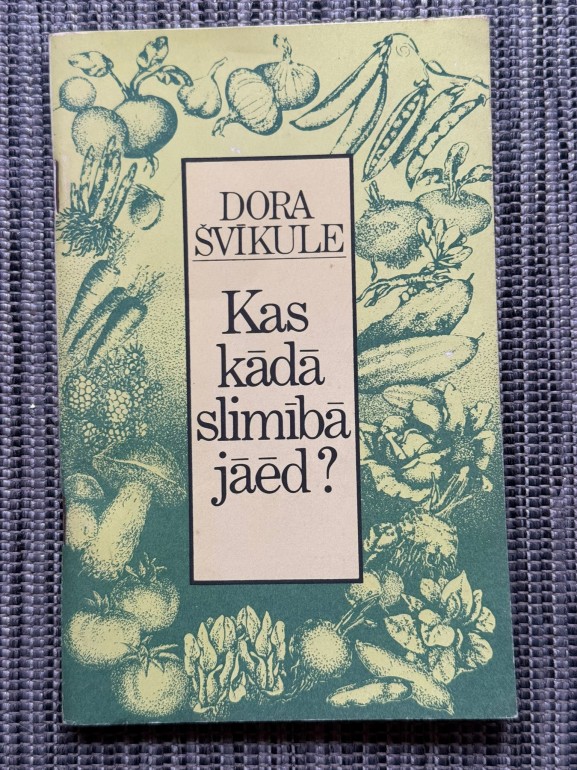 DORA
ŠVĪKULE
Kas
kādā
slimībā
jāēd?